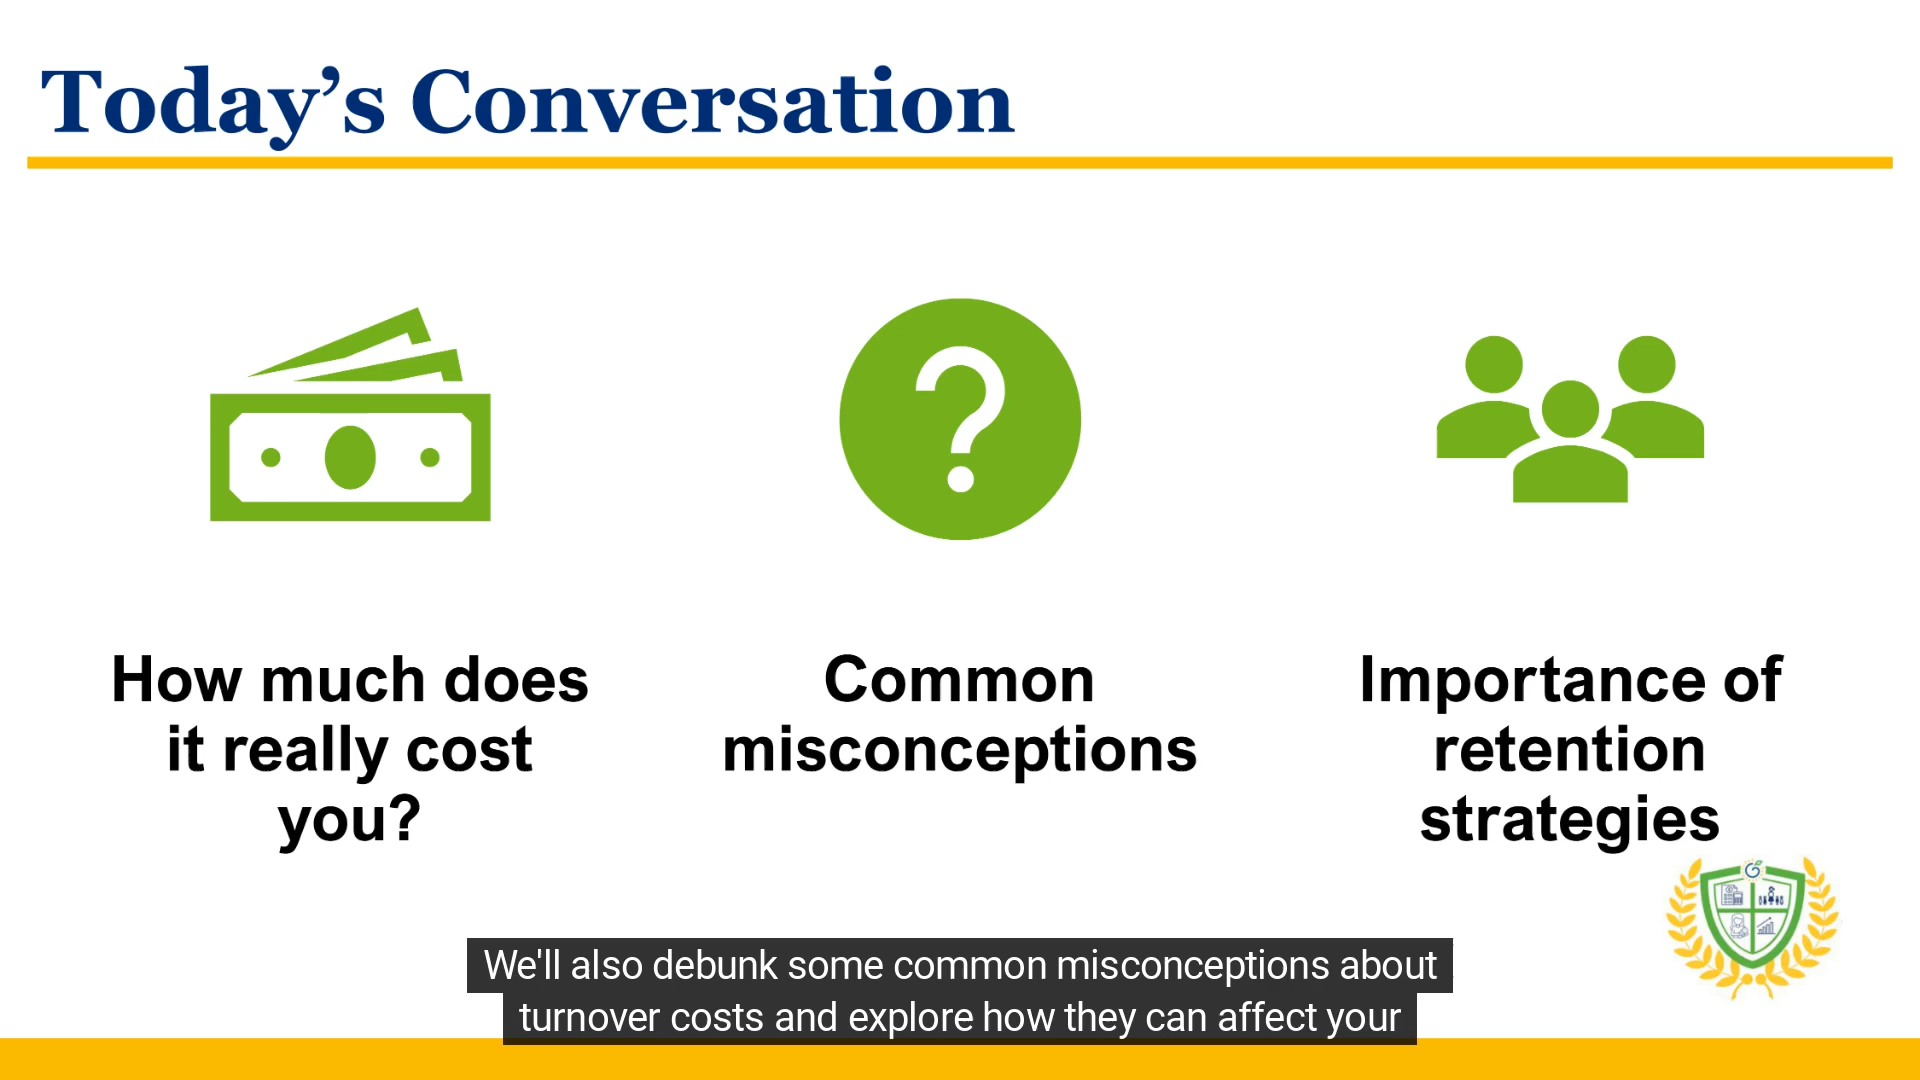 Today’s Conversation
How much does
it really cost
you?
Common
misconceptions
Importance of
retention
strategies
We'll also debunk some common misconceptions about
turnover costs and explore how they can affect your